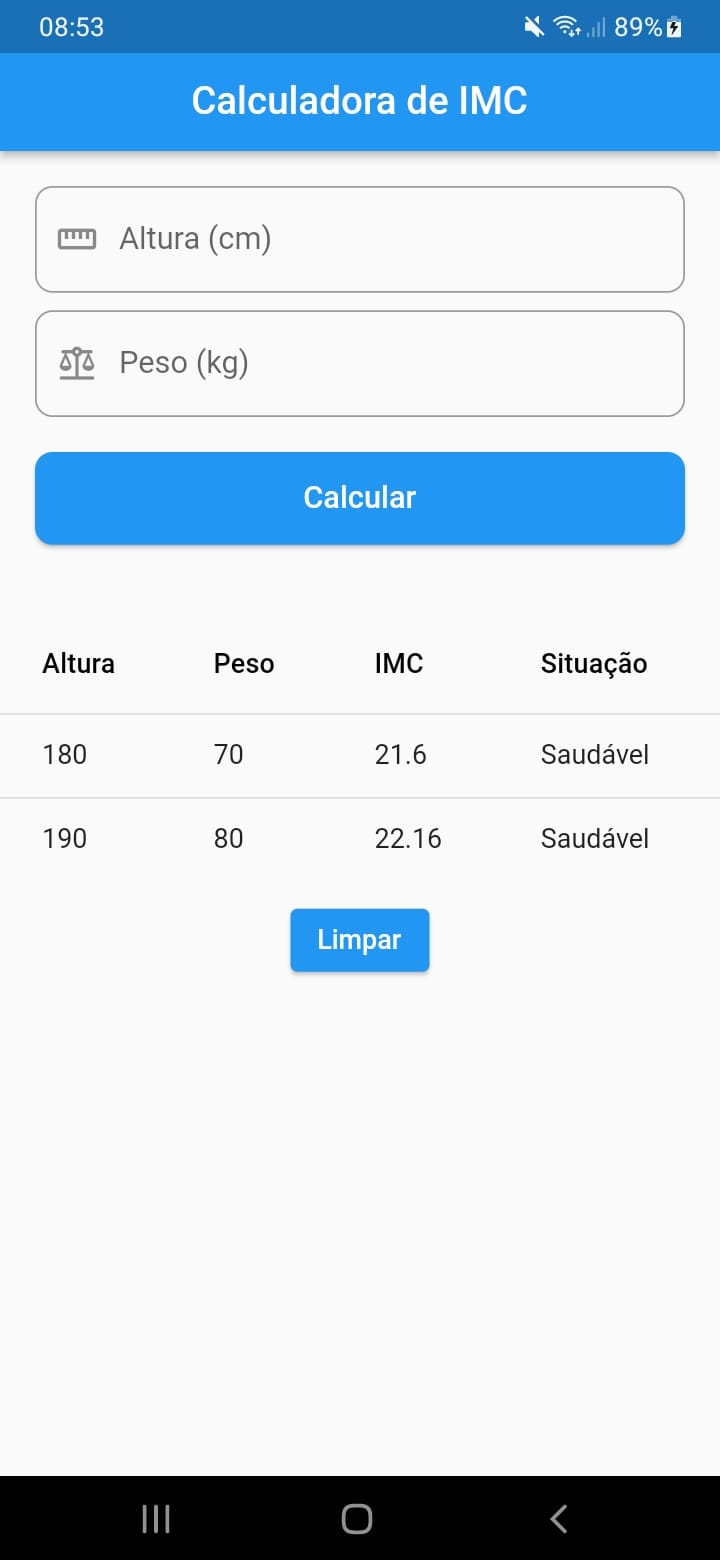 08:53 89%
Calculadora de IMC
Altura (cm)
Peso (kg)
Calcular
Altura Peso IMC Situação
180 70 21.6 Saudável
190 80 22.16 Saudável
Limpar